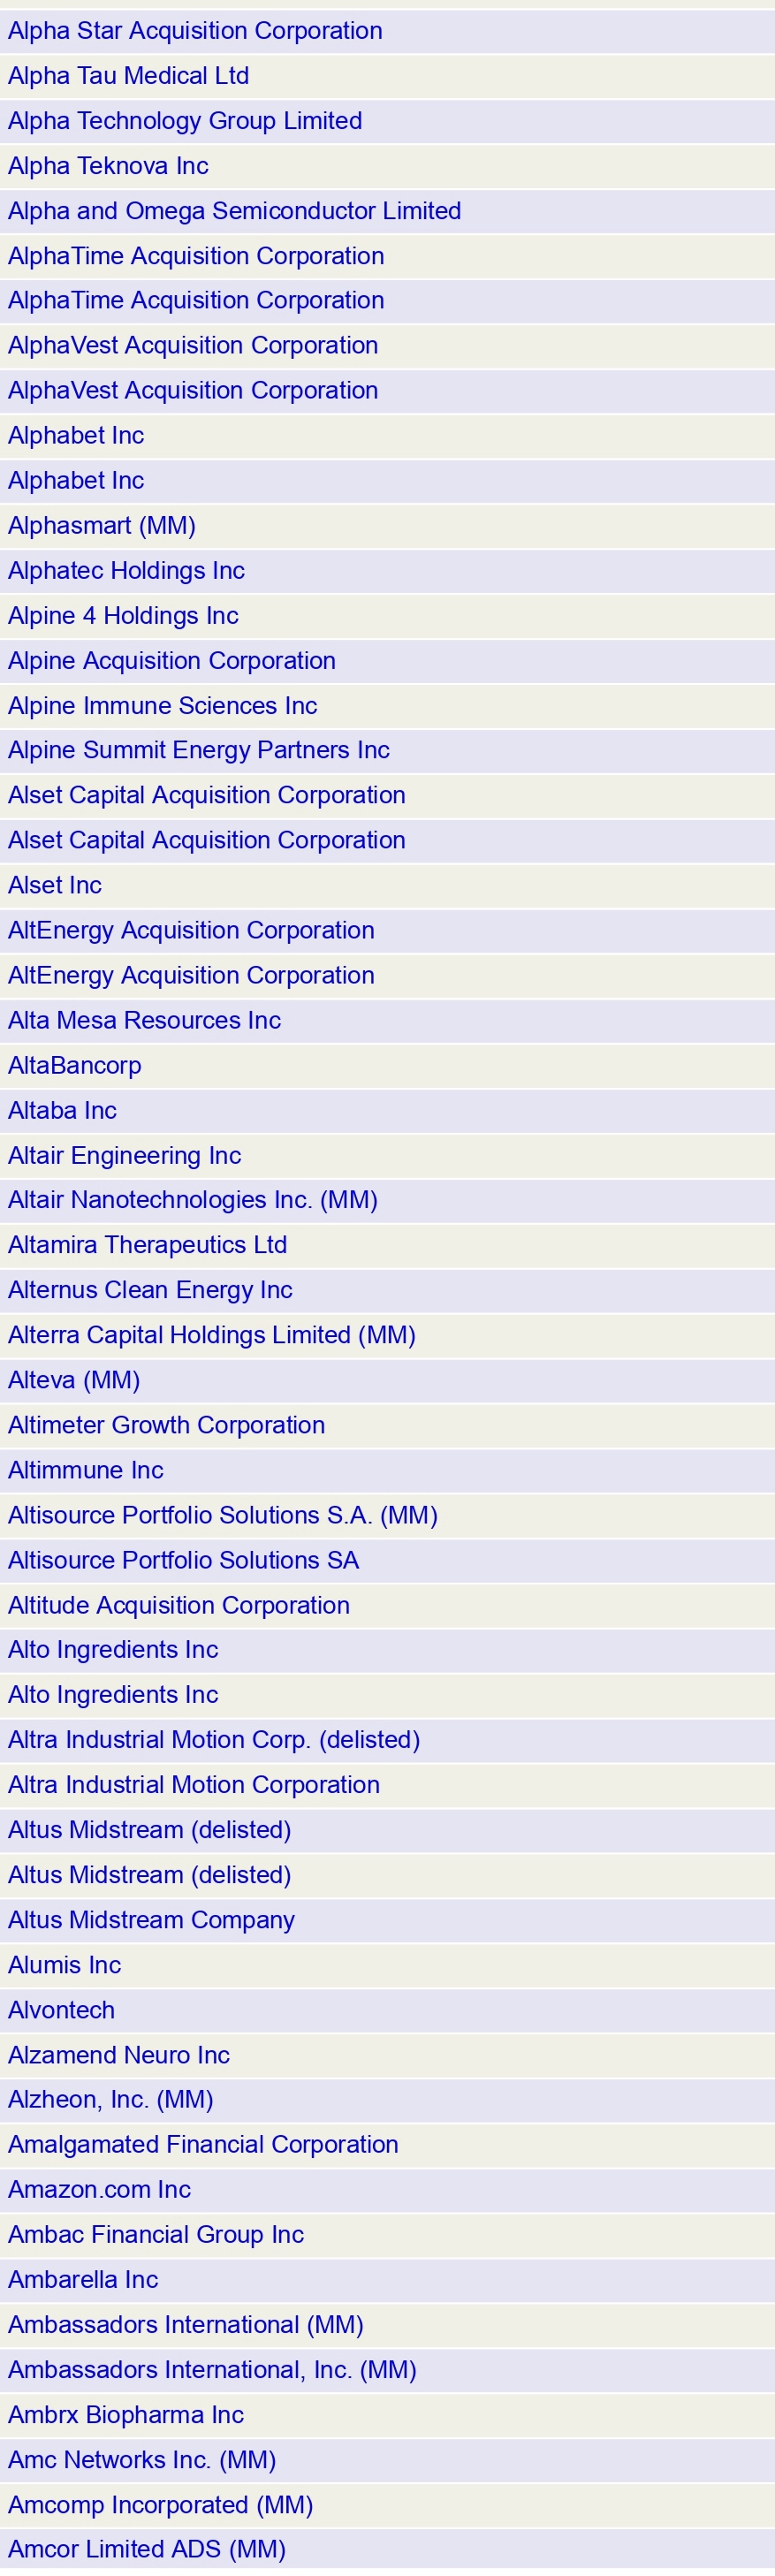 Alpha Star Acquisition Corporation
Alpha Tau Medical Ltd
Alpha Technology Group Limited
Alpha Teknova Inc
Alpha and Omega Semiconductor Limited
AlphaTime Acquisition Corporation
AlphaTime Acquisition Corporation
AlphaVest Acquisition Corporation
AlphaVest Acquisition Corporation
Alphabet Inc
Alphabet Inc
Alphasmart (MM)
Alphatec Holdings Inc
Alpine 4 Holdings Inc
Alpine Acquisition Corporation
Alpine Immune Sciences Inc
Alpine Summit Energy Partners Inc
Alset Capital Acquisition Corporation
Alset Capital Acquisition Corporation
Alset Inc
AltEnergy Acquisition Corporation
AltEnergy Acquisition Corporation
Alta Mesa Resources Inc
AltaBancorp
Altaba Inc
Altair Engineering Inc
Altair Nanotechnologies Inc. (MM)
Altamira Therapeutics Ltd
Alternus Clean Energy Inc
Alterra Capital Holdings Limited (MM)
Alteva (MM)
Altimeter Growth Corporation
Altimmune Inc
Altisource Portfolio Solutions S.A. (MM)
Altisource Portfolio Solutions SA
Altitude Acquisition Corporation
Alto Ingredients Inc
Alto Ingredients Inc
Altra Industrial Motion Corp. (delisted)
Altra Industrial Motion Corporation
Altus Midstream (delisted)
Altus Midstream (delisted)
Altus Midstream Company
Alumis Inc
Alvontech
Alzamend Neuro Inc
Alzheon, Inc. (MM)
Amalgamated Financial Corporation
Amazon.com Inc
Ambac Financial Group Inc
Ambarella Inc
Ambassadors International (MM)
Ambassadors International, Inc. (MM)
Ambrx Biopharma Inc
Amc Networks Inc. (MM)
Amcomp Incorporated (MM)
Amcor Limited ADS (MM)